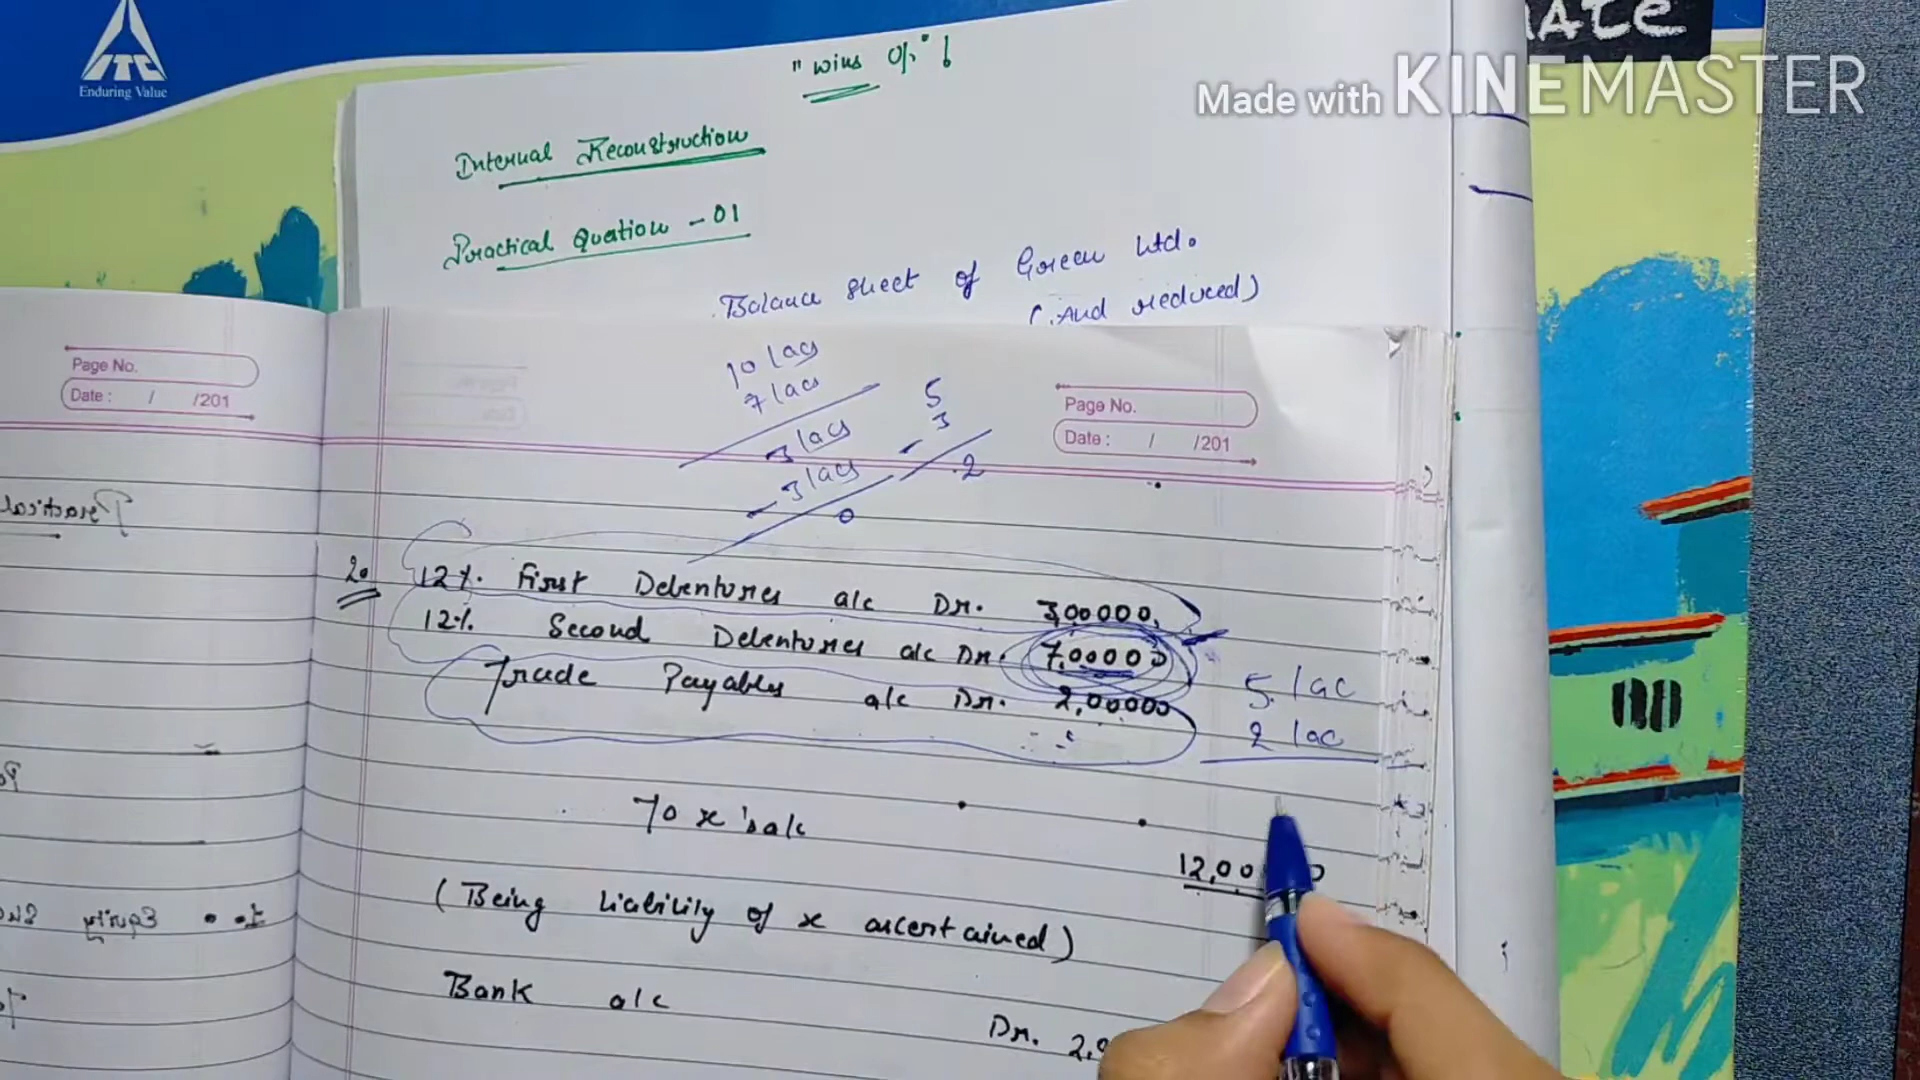 ITC
Enduring Value
MATE
Made with KINEMASTER
Internal Reconstruction
Practical Question - 01
Balance sheet of Green Ltd.
(And reduced)
10 lacs
7 lacs
3 lacs
3 lacs
0
5
- 3
2
Page No.
Date : / /201
Page No.
Date : / /201
2. 12%. First Debentures a/c Dr. 3,00000
12%. Second Debentures a/c Dr. 7,00000
Trade Payables a/c Dr. 2,00000
5. lac
2 lac
To x's a/c
12,00
(Being liability of x ascertained)
Bank a/c Dr. 2,